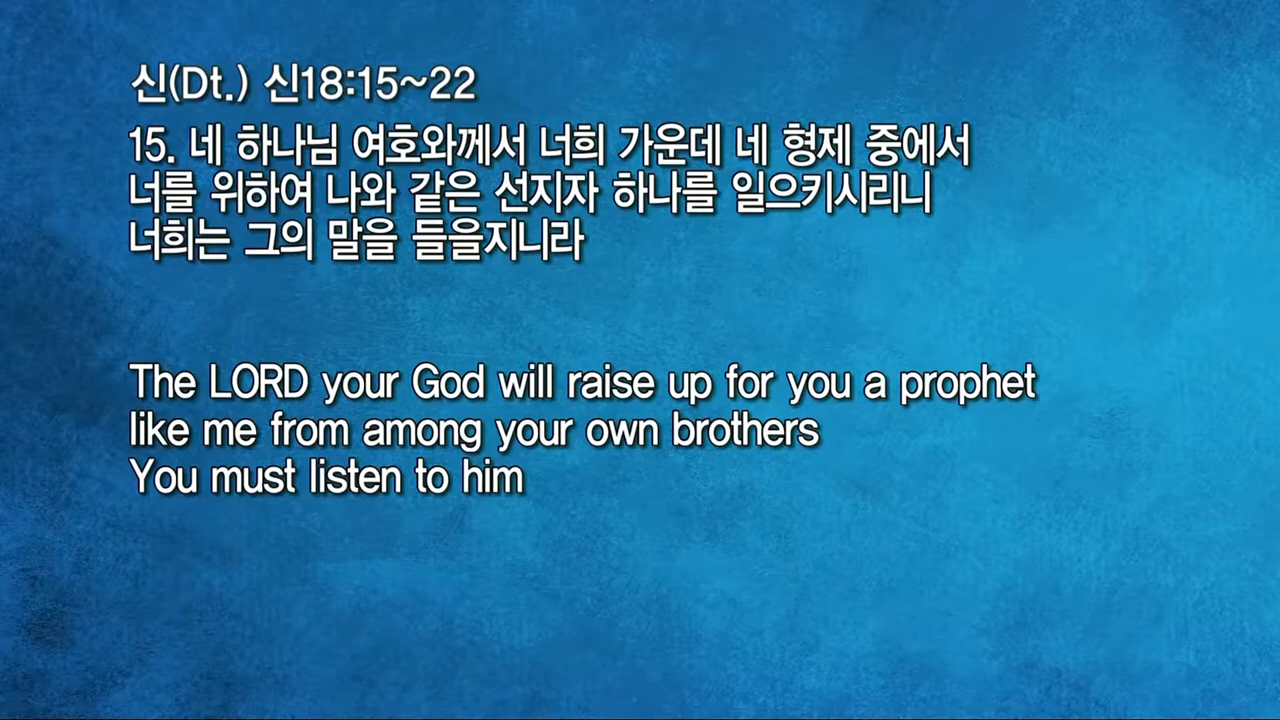 신(Dt.) 신18:15~22
15. 네 하나님 여호와께서 너희 가운데 네 형제 중에서
너를 위하여 나와 같은 선지자 하나를 일으키시리니
너희는 그의 말을 들을지니라
The LORD your God will raise up for you a prophet
like me from among your own brothers
You must listen to him